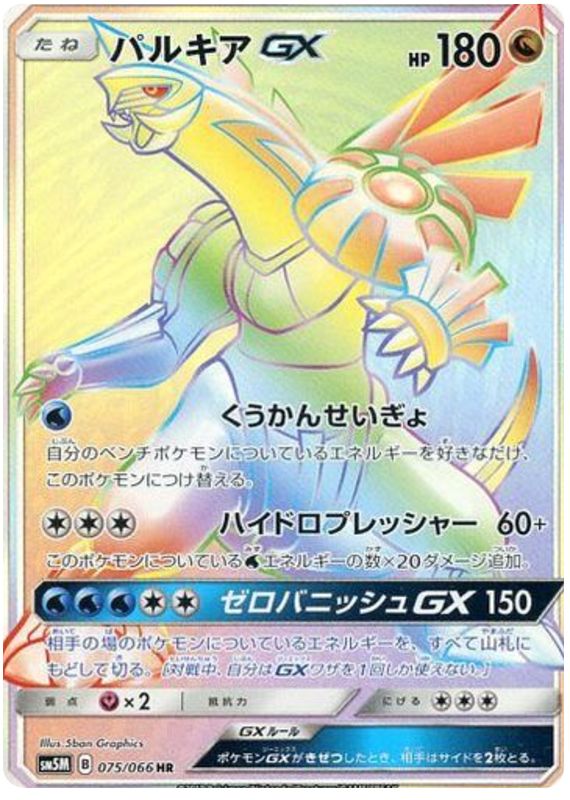 たね パルキアGX HP 180
くうかんせいぎょ
自分のベンチポケモンについているエネルギーを好きなだけ、
このポケモンにつけ替える。
ハイドロプレッシャー 60+
このポケモンについているエネルギーの数×20ダメージ追加。
ゼロバニッシュGX 150
相手の場のポケモンについているエネルギーを、すべて山札に
もどして切る。[対戦中、自分はGXワザを1回しか使えない。]
弱点 ×2 抵抗力 にげる
Illus. 5ban Graphics
GXルール
SM5M B 075/066 HR
ポケモンGXがきぜつしたとき、相手はサイドを2枚とる。